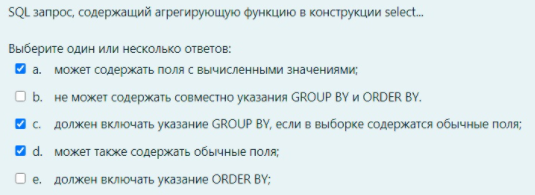 SQL запрос, содержащий агрегирующую функцию в конструкции select...
Выберите один или несколько ответов:
a. может содержать поля с вычисленными значениями;
b. не может содержать совместно указания GROUP BY и ORDER BY.
c. должен включать указание GROUP BY, если в выборке содержатся обычные поля;
d. может также содержать обычные поля;
e. должен включать указание ORDER BY;